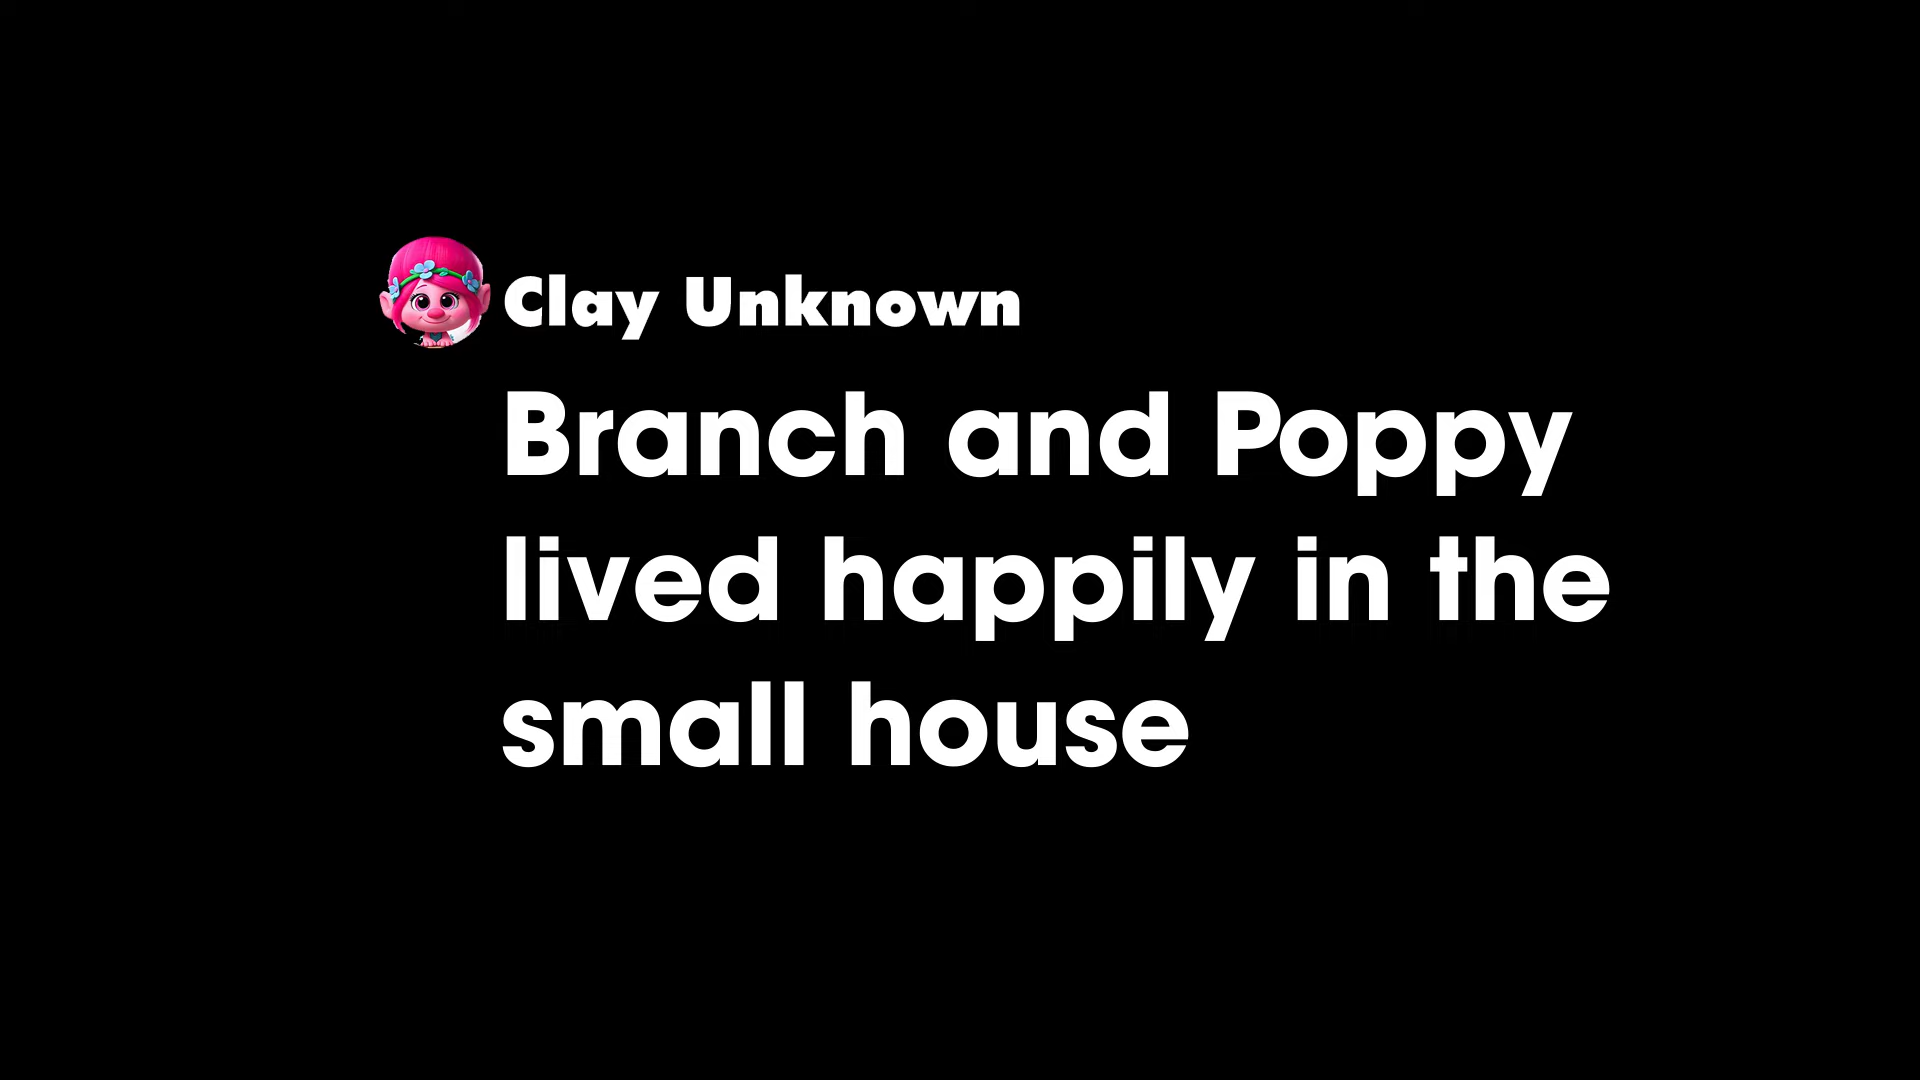 Clay Unknown
Branch and Poppy
lived happily in the
small house